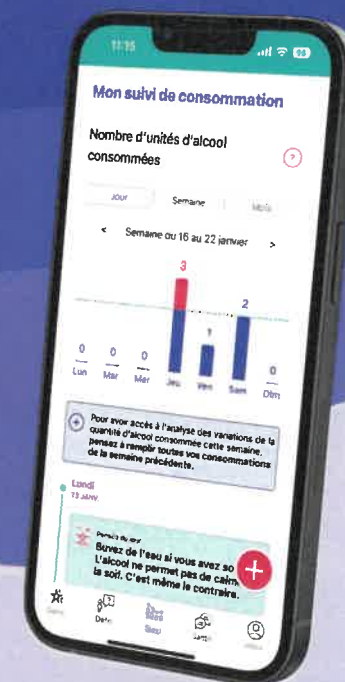 11:35
Mon suivi de consommation
Nombre d'unités d'alcool
consommées
?
Jour Semaine Mois
< Semaine du 16 au 22 janvier >
3
2
1
0 0 0 0
Lun Mar Mer Jeu Ven Sam Dim
Pour avoir accès à l'analyse des variations de la
quantité d'alcool consommée cette semaine,
pensez à remplir toutes vos consommations
de la semaine précédente.
Lundi
Buvez de l'eau si vous avez so
L'alcool ne permet pas de calm
la soif. C'est même le contraire.
Défis
Suivi